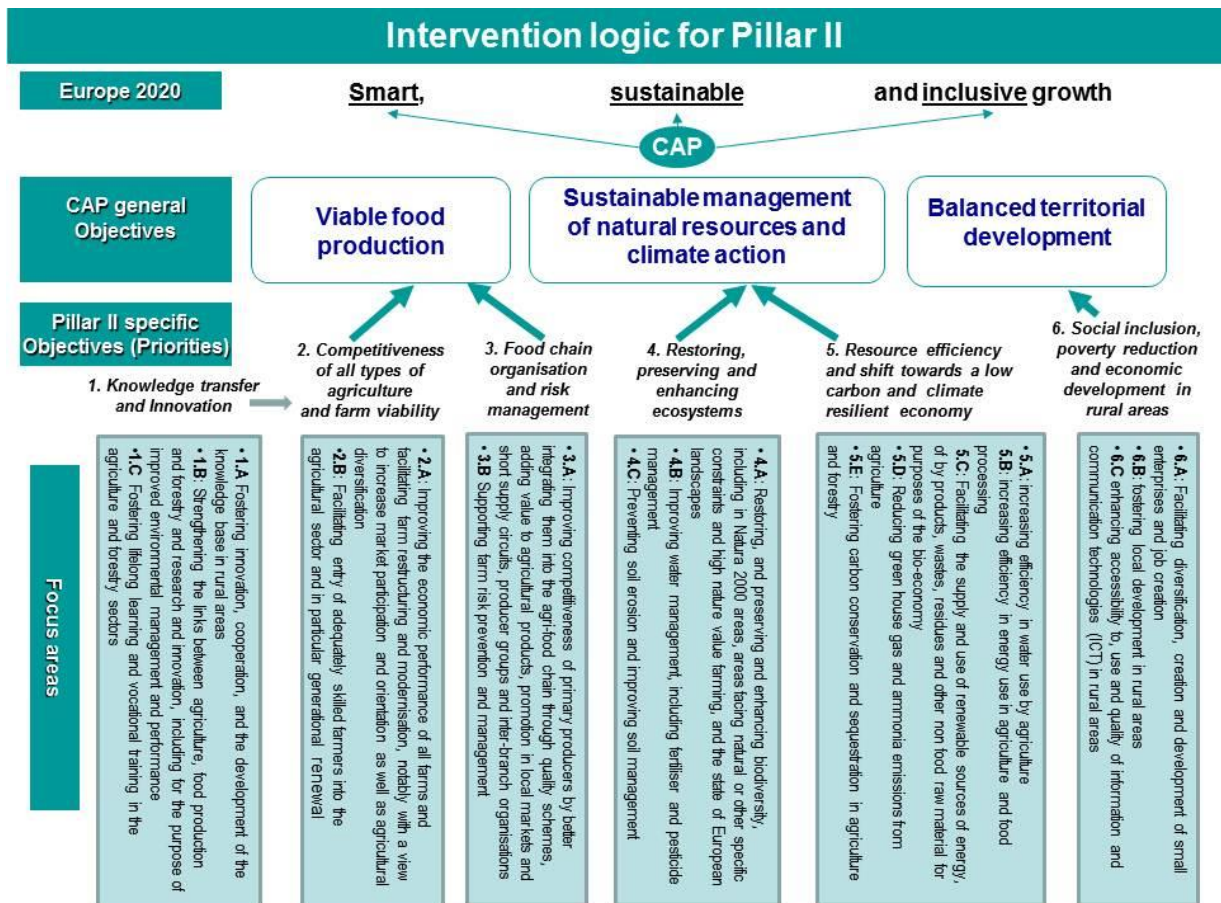 Intervention logic for Pillar II
Europe 2020
Smart,
sustainable
and inclusive growth
CAP
CAP general
Objectives
Viable food
production
Sustainable management
of natural resources and
climate action
Balanced territorial
development
Pillar II specific
Objectives (Priorities)
1. Knowledge transfer
and Innovation
2. Competitiveness
of all types of
agriculture
and farm viability
3. Food chain
organisation
and risk
management
4. Restoring,
preserving and
enhancing
ecosystems
5. Resource efficiency
and shift towards a low
carbon and climate
resilient economy
6. Social inclusion,
poverty reduction
and economic
development in
rural areas
Focus areas
•1.A Fostering innovation, cooperation, and the development of the
knowledge base in rural areas
•1.B: Strengthening the links between agriculture, food production
and forestry and research and innovation, including for the purpose of
improved environmental management and performance
•1.C Fostering lifelong learning and vocational training in the
agriculture and forestry sectors
•2.A: Improving the economic performance of all farms and
facilitating farm restructuring and modernisation, notably with a view
to increase market participation and orientation as well as agricultural
diversification
•2.B: Facilitating entry of adequately skilled farmers into the
agricultural sector and in particular generational renewal
•3.A: Improving competitiveness of primary producers by better
integrating them into the agri-food chain through quality schemes,
adding value to agricultural products, promotion in local markets and
short supply circuits, producer groups and inter-branch organisations
•3.B Supporting farm risk prevention and management
•4.A: Restoring, and preserving and enhancing biodiversity,
including in Natura 2000 areas, areas facing natural or other specific
constraints and high nature value farming, and the state of European
landscapes
•4.B: Improving water management, including fertiliser and pesticide
management
•4.C: Preventing soil erosion and improving soil management
•5.A: Increasing efficiency in water use by agriculture
5.B: increasing efficiency in energy use in agriculture and food
processing
5.C: Facilitating the supply and use of renewable sources of energy,
of by products, wastes, residues and other non food raw material for
purposes of the bio-economy
•5.D: Reducing green house gas and ammonia emissions from
agriculture
•5.E: Fostering carbon conservation and sequestration in agriculture
and forestry
•6.A: Facilitating diversification, creation and development of small
enterprises and job creation
•6.B: fostering local development in rural areas
•6.C enhancing accessibility to, use and quality of information and
communication technologies (ICT) in rural areas